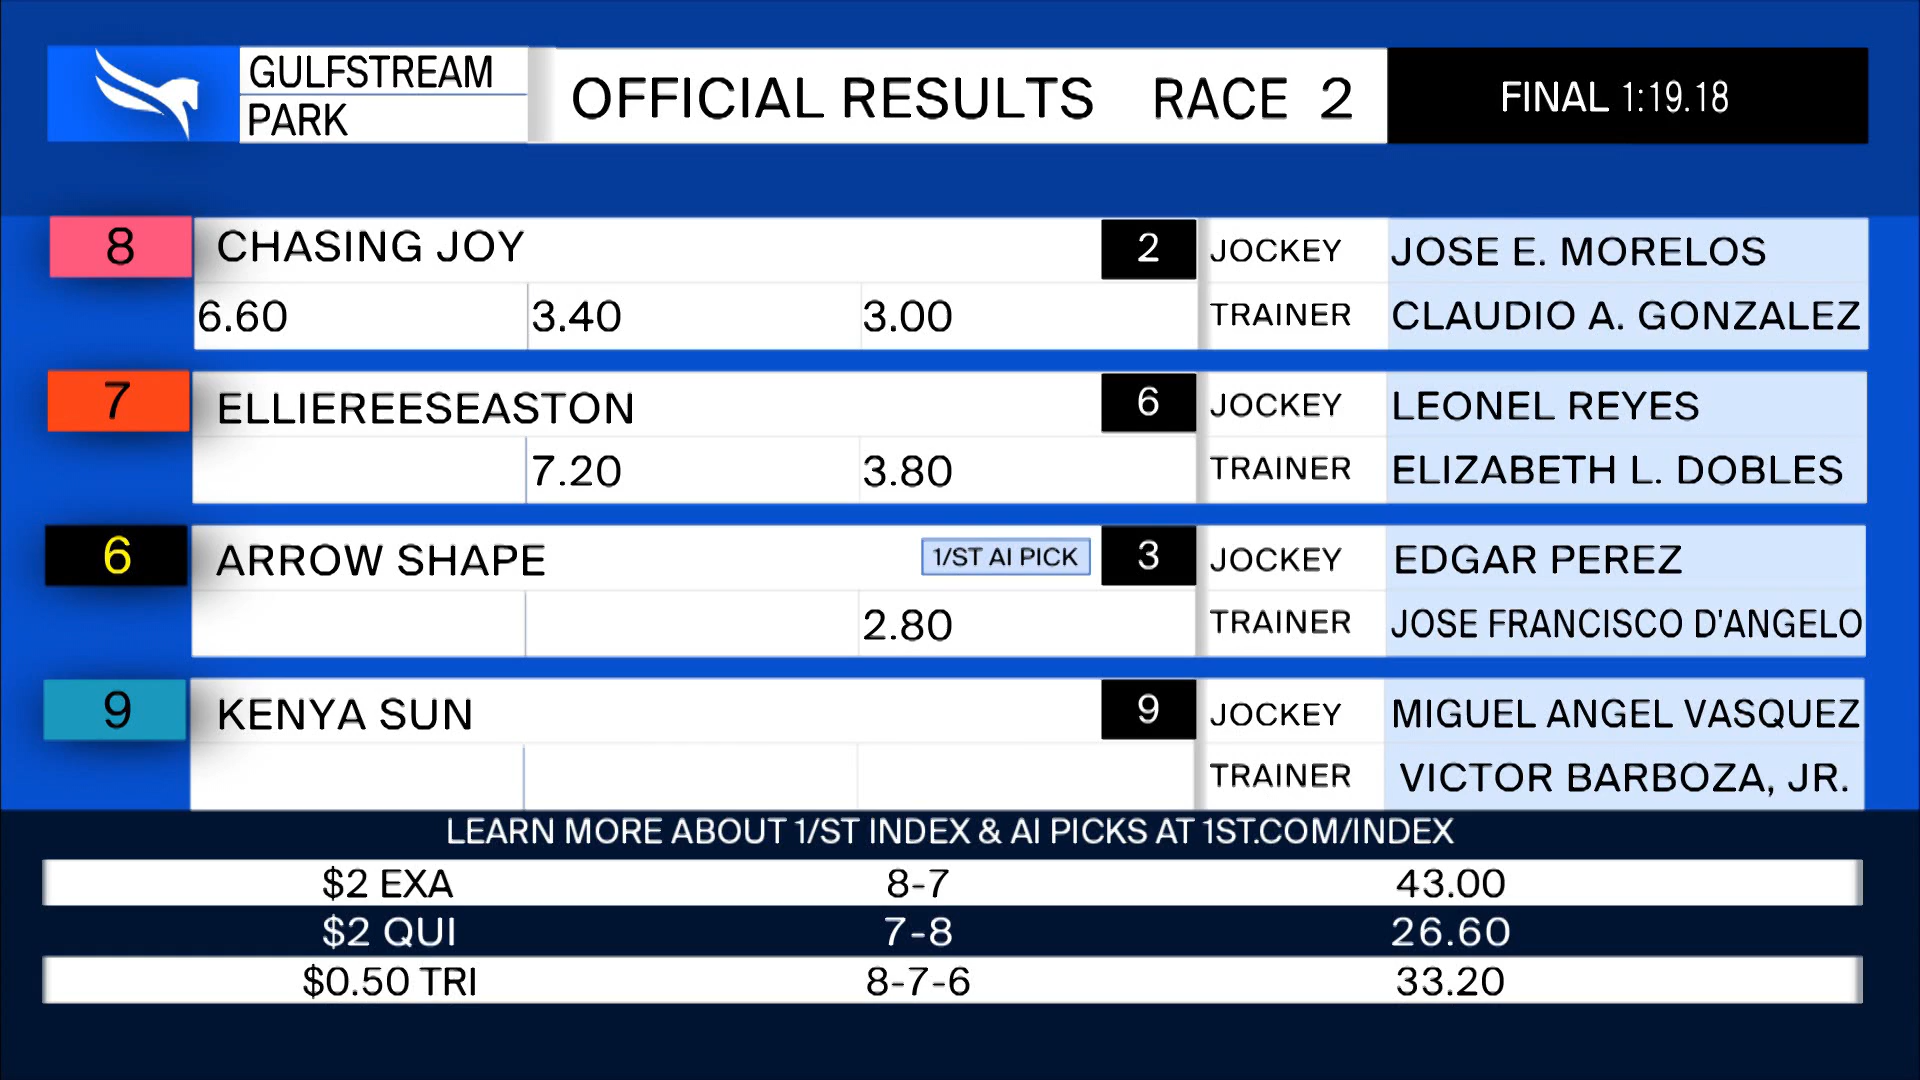 GULFSTREAM
PARK
OFFICIAL RESULTS RACE 2
FINAL 1:19.18
8 CHASING JOY 2 JOCKEY JOSE E. MORELOS
6.60 3.40 3.00 TRAINER CLAUDIO A. GONZALEZ
7 ELLIEREESEASTON 6 JOCKEY LEONEL REYES
7.20 3.80 TRAINER ELIZABETH L. DOBLES
6 ARROW SHAPE 1/ST AI PICK 3 JOCKEY EDGAR PEREZ
2.80 TRAINER JOSE FRANCISCO D'ANGELO
9 KENYA SUN 9 JOCKEY MIGUEL ANGEL VASQUEZ
TRAINER VICTOR BARBOZA, JR.
LEARN MORE ABOUT 1/ST INDEX & AI PICKS AT 1ST.COM/INDEX
$2 EXA 8-7 43.00
$2 QUI 7-8 26.60
$0.50 TRI 8-7-6 33.20